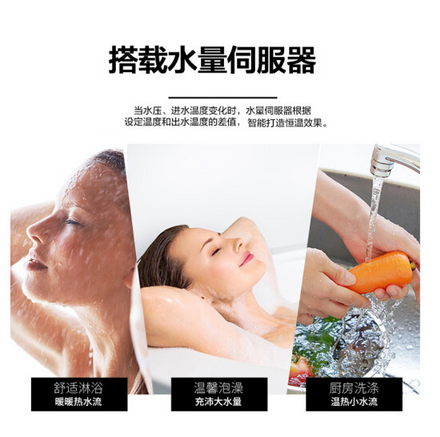 搭载水量伺服器
当水压、进水温度变化时，水量伺服器根据
设定温度和出水温度的差值，智能打造恒温效果。
舒适淋浴
暖暖热水流
温馨泡澡
充沛大水量
厨房洗涤
温热小水流